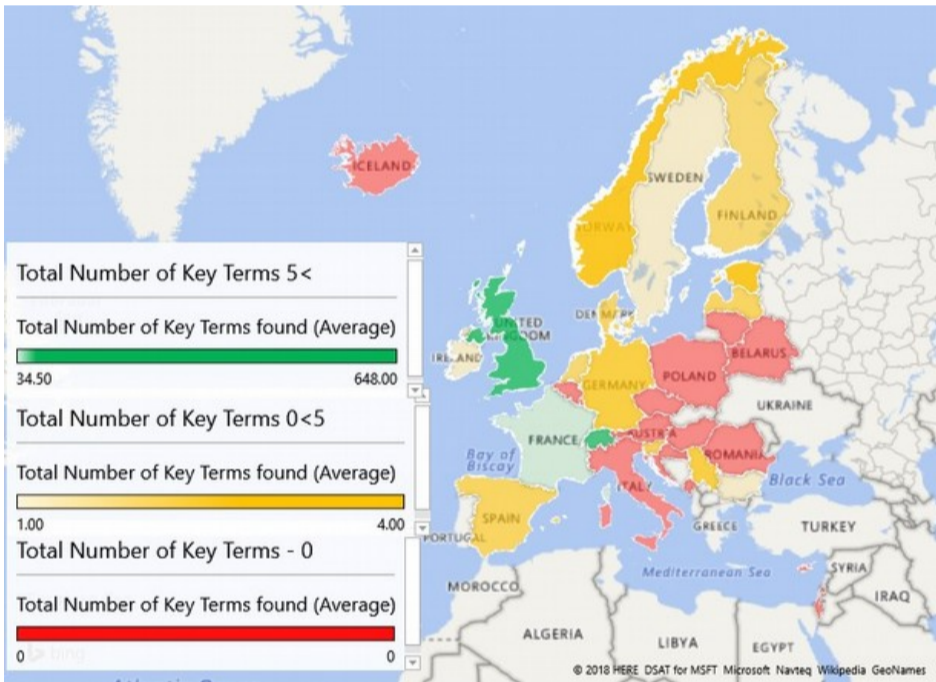 ICELAND
SWEDEN
NORWAY
FINLAND
Total Number of Key Terms 5<
Total Number of Key Terms found (Average)
34.50 648.00
DENMARK
UNITED
KINGDOM
IRELAND
BELARUS
POLAND
GERMANY
UKRAINE
Total Number of Key Terms 0<5
Total Number of Key Terms found (Average)
1.00 4.00
FRANCE
AUSTRIA
ROMANIA
Bay of
Biscay
ITALY
Black Sea
SPAIN
PORTUGAL
GREECE
TURKEY
Total Number of Key Terms - 0
Total Number of Key Terms found (Average)
0 0
Mediterranean Sea
SYRIA
MOROCCO
IRAQ
ALGERIA
LIBYA
EGYPT
bing
© 2018 HERE DSAT for MSFT Microsoft Navteq Wikipedia GeoNames